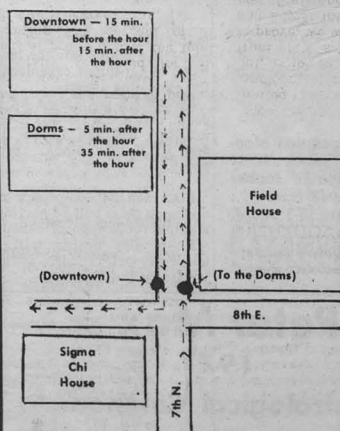 Downtown — 15 min.
before the hour
15 min. after
the hour
Dorms – 5 min. after
the hour
35 min. after
the hour
Field
House
(Downtown)
(To the Dorms)
8th E.
Sigma
Chi
House
7th N.